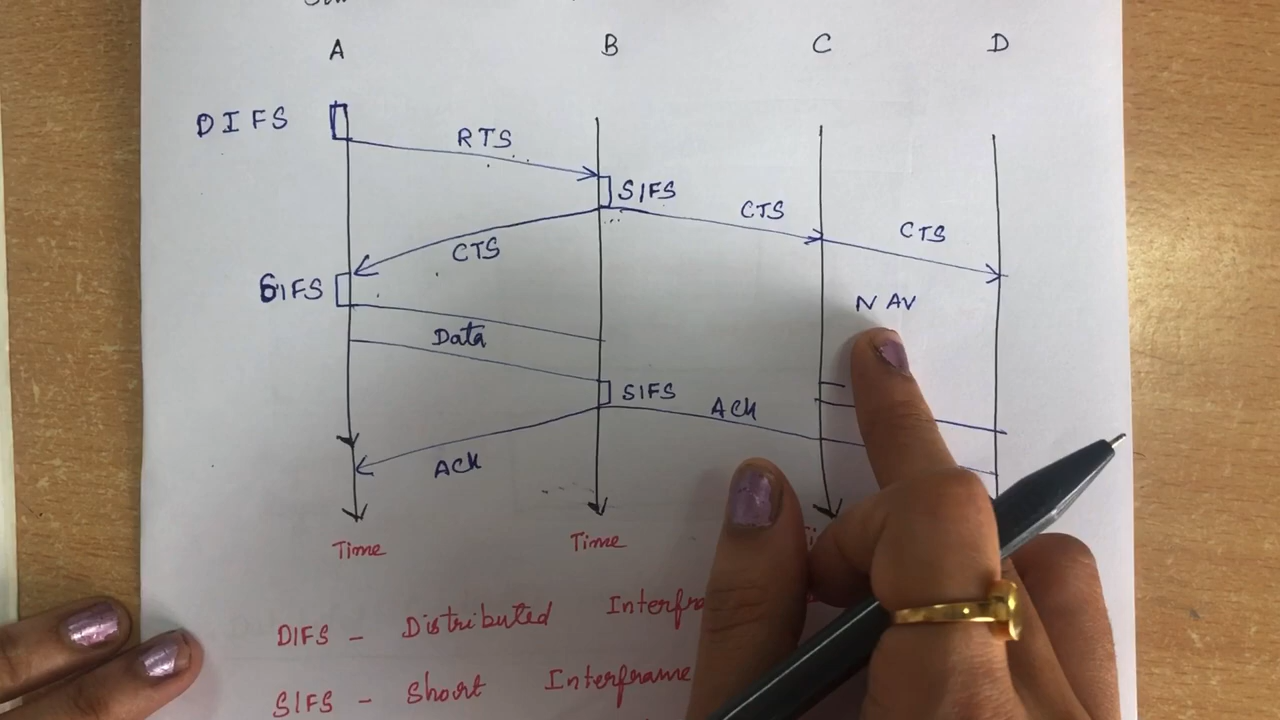 A B C D
DIFS
RTS
SIFS
CTS CTS
CTS
SIFS
NAV
Data
SIFS
ACK
ACK
Time Time
DIFS - Distributed
SIFS - Short Interframe